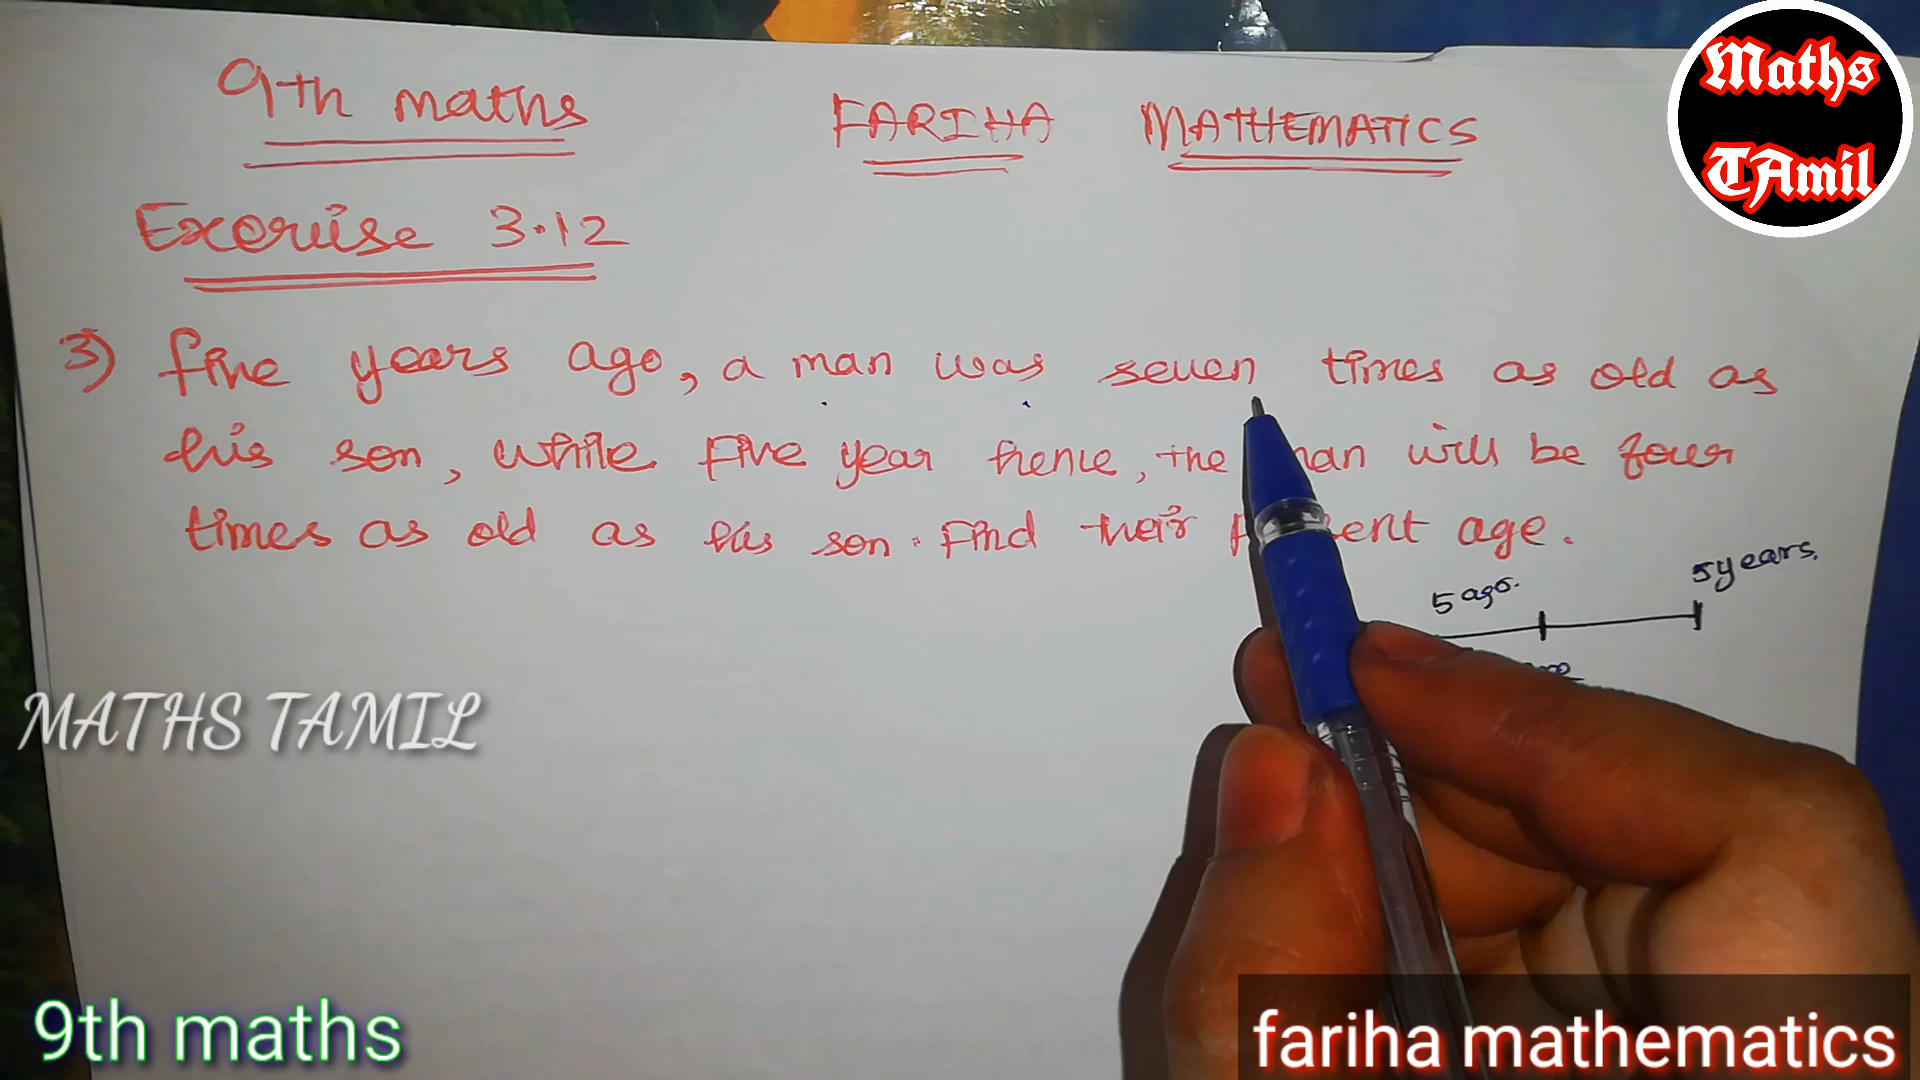 9th maths
FARIHA MATHEMATICS
Maths
TAmil
Exercise 3.12
3) five years ago, a man was seven times as old as
his son, while five year hence, the man will be four
times as old as his son. Find their present age.
5 ago.
5 years.
MATHS TAMIL
9th maths
fariha mathematics